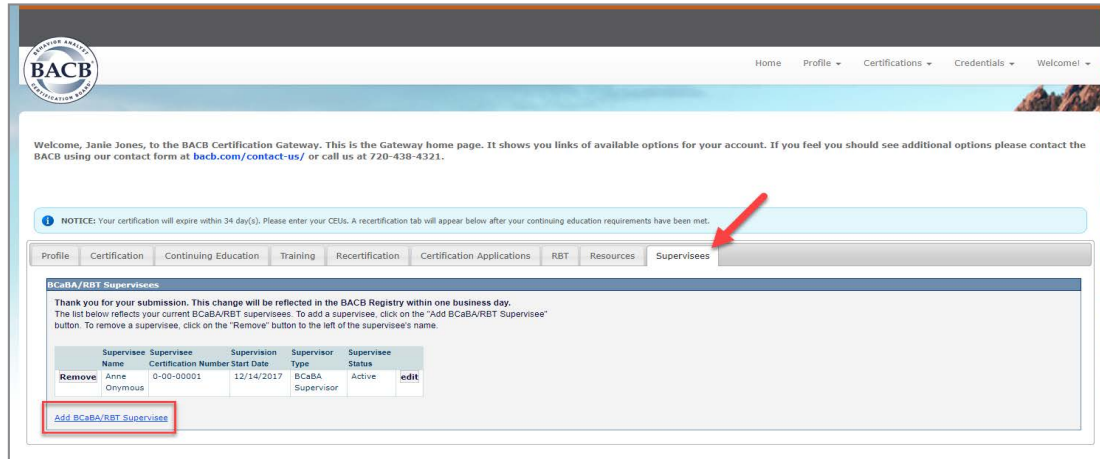 BEHAVIOR ANALYST
BACB
CERTIFICATION BOARD
Home Profile Certifications Credentials Welcome!
Welcome, Janie Jones, to the BACB Certification Gateway. This is the Gateway home page. It shows you links of available options for your account. If you feel you should see additional options please contact the
BACB using our contact form at bacb.com/contact-us/ or call us at 720-438-4321.
NOTICE: Your certification will expire within 34 day(s). Please enter your CEUs. A recertification tab will appear below after your continuing education requirements have been met.
Profile Certification Continuing Education Training Recertification Certification Applications RBT Resources Supervisees
BCaBA/RBT Supervisees
Thank you for your submission. This change will be reflected in the BACB Registry within one business day.
The list below reflects your current BCaBA/RBT supervisees. To add a supervisee, click on the "Add BCaBA/RBT Supervisee"
button. To remove a supervisee, click on the "Remove" button to the left of the supervisee's name.
Supervisee Supervisee Supervision Supervisor Supervisee
Name Certification Number Start Date Type Status
Remove Anne 0-00-00001 12/14/2017 BCaBA Active edit
Onymous Supervisor
Add BCaBA/RBT Supervisee